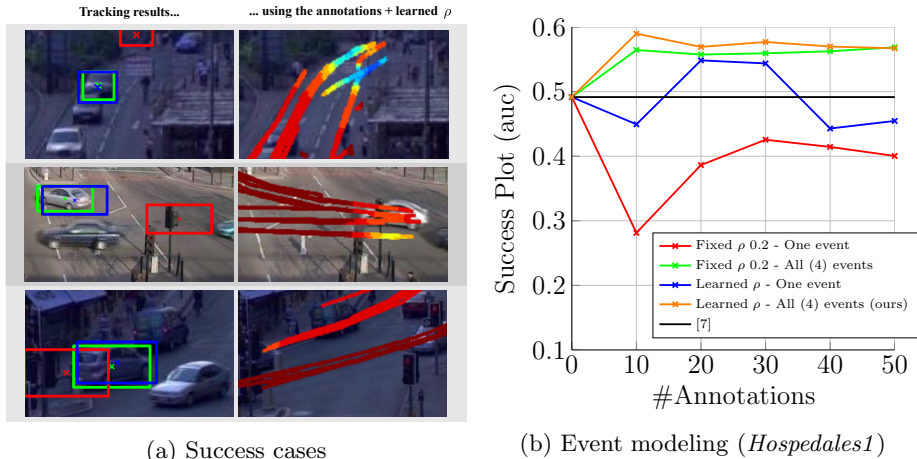 Tracking results...
... using the annotations + learned ρ
(a) Success cases
Success Plot (auc)
0.6
0.5
0.4
0.3
0.2
0.1
Fixed ρ 0.2 - One event
Fixed ρ 0.2 - All (4) events
Learned ρ - One event
Learned ρ - All (4) events (ours)
[7]
0 10 20 30 40 50
#Annotations
(b) Event modeling (Hospedales1)